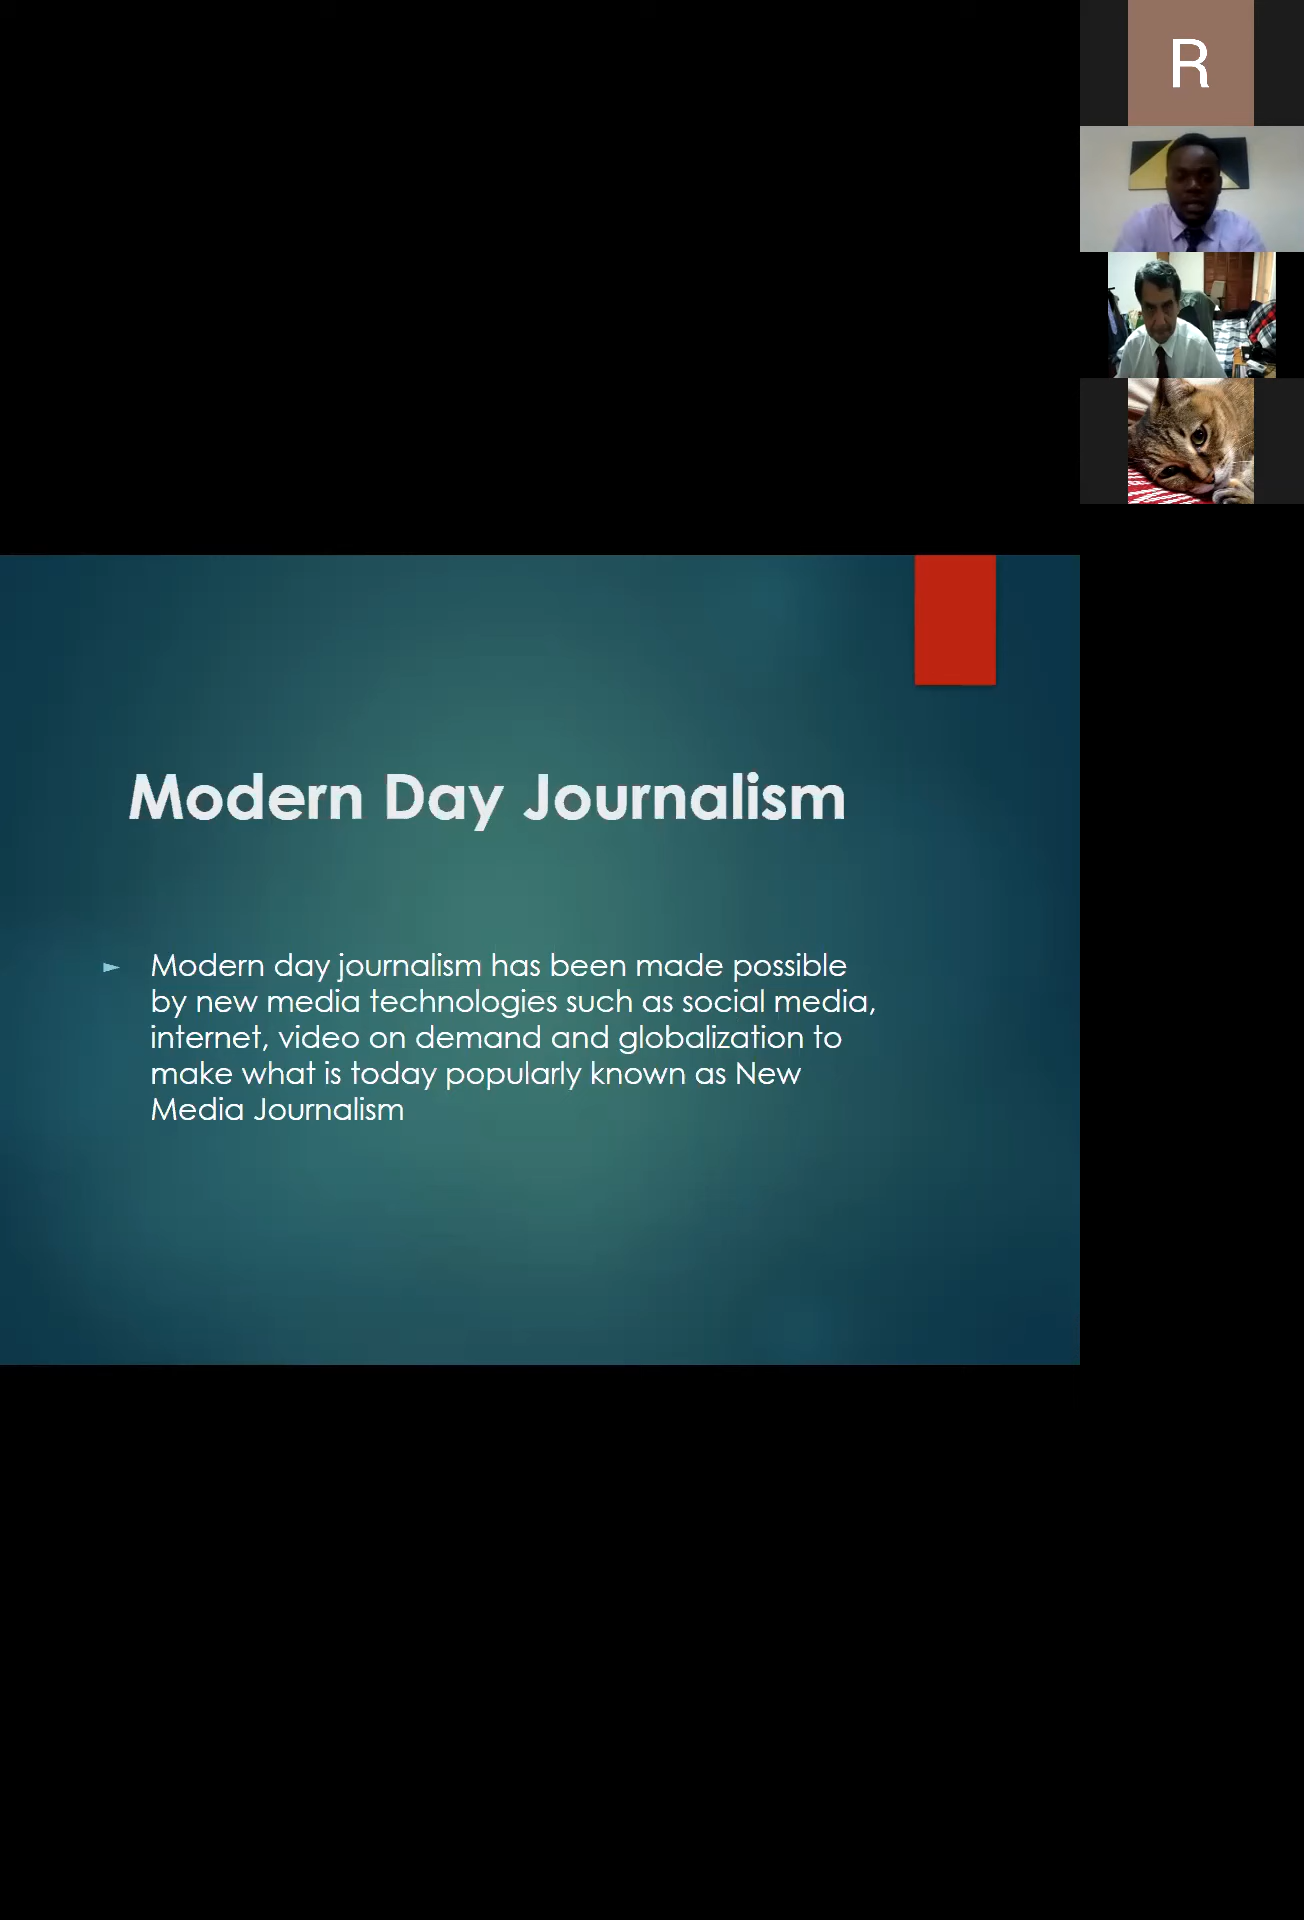 R
Modern Day Journalism
► Modern day journalism has been made possible
by new media technologies such as social media,
internet, video on demand and globalization to
make what is today popularly known as New
Media Journalism